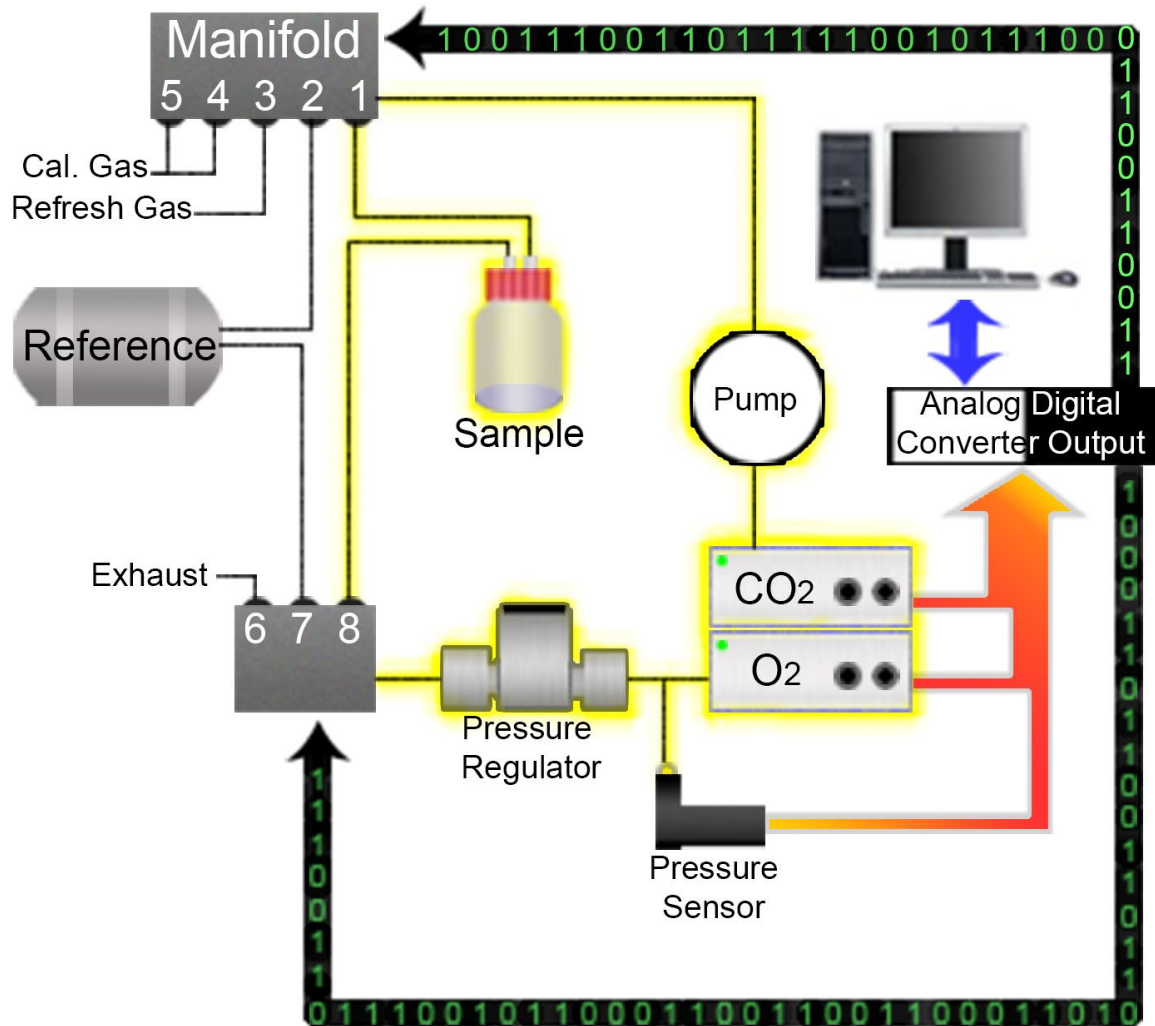 Manifold
5 4 3 2 1
Cal. Gas
Refresh Gas
Reference
Sample
Pump
Analog Digital
Converter Output
Exhaust
6 7 8
CO2
O2
Pressure
Regulator
Pressure
Sensor